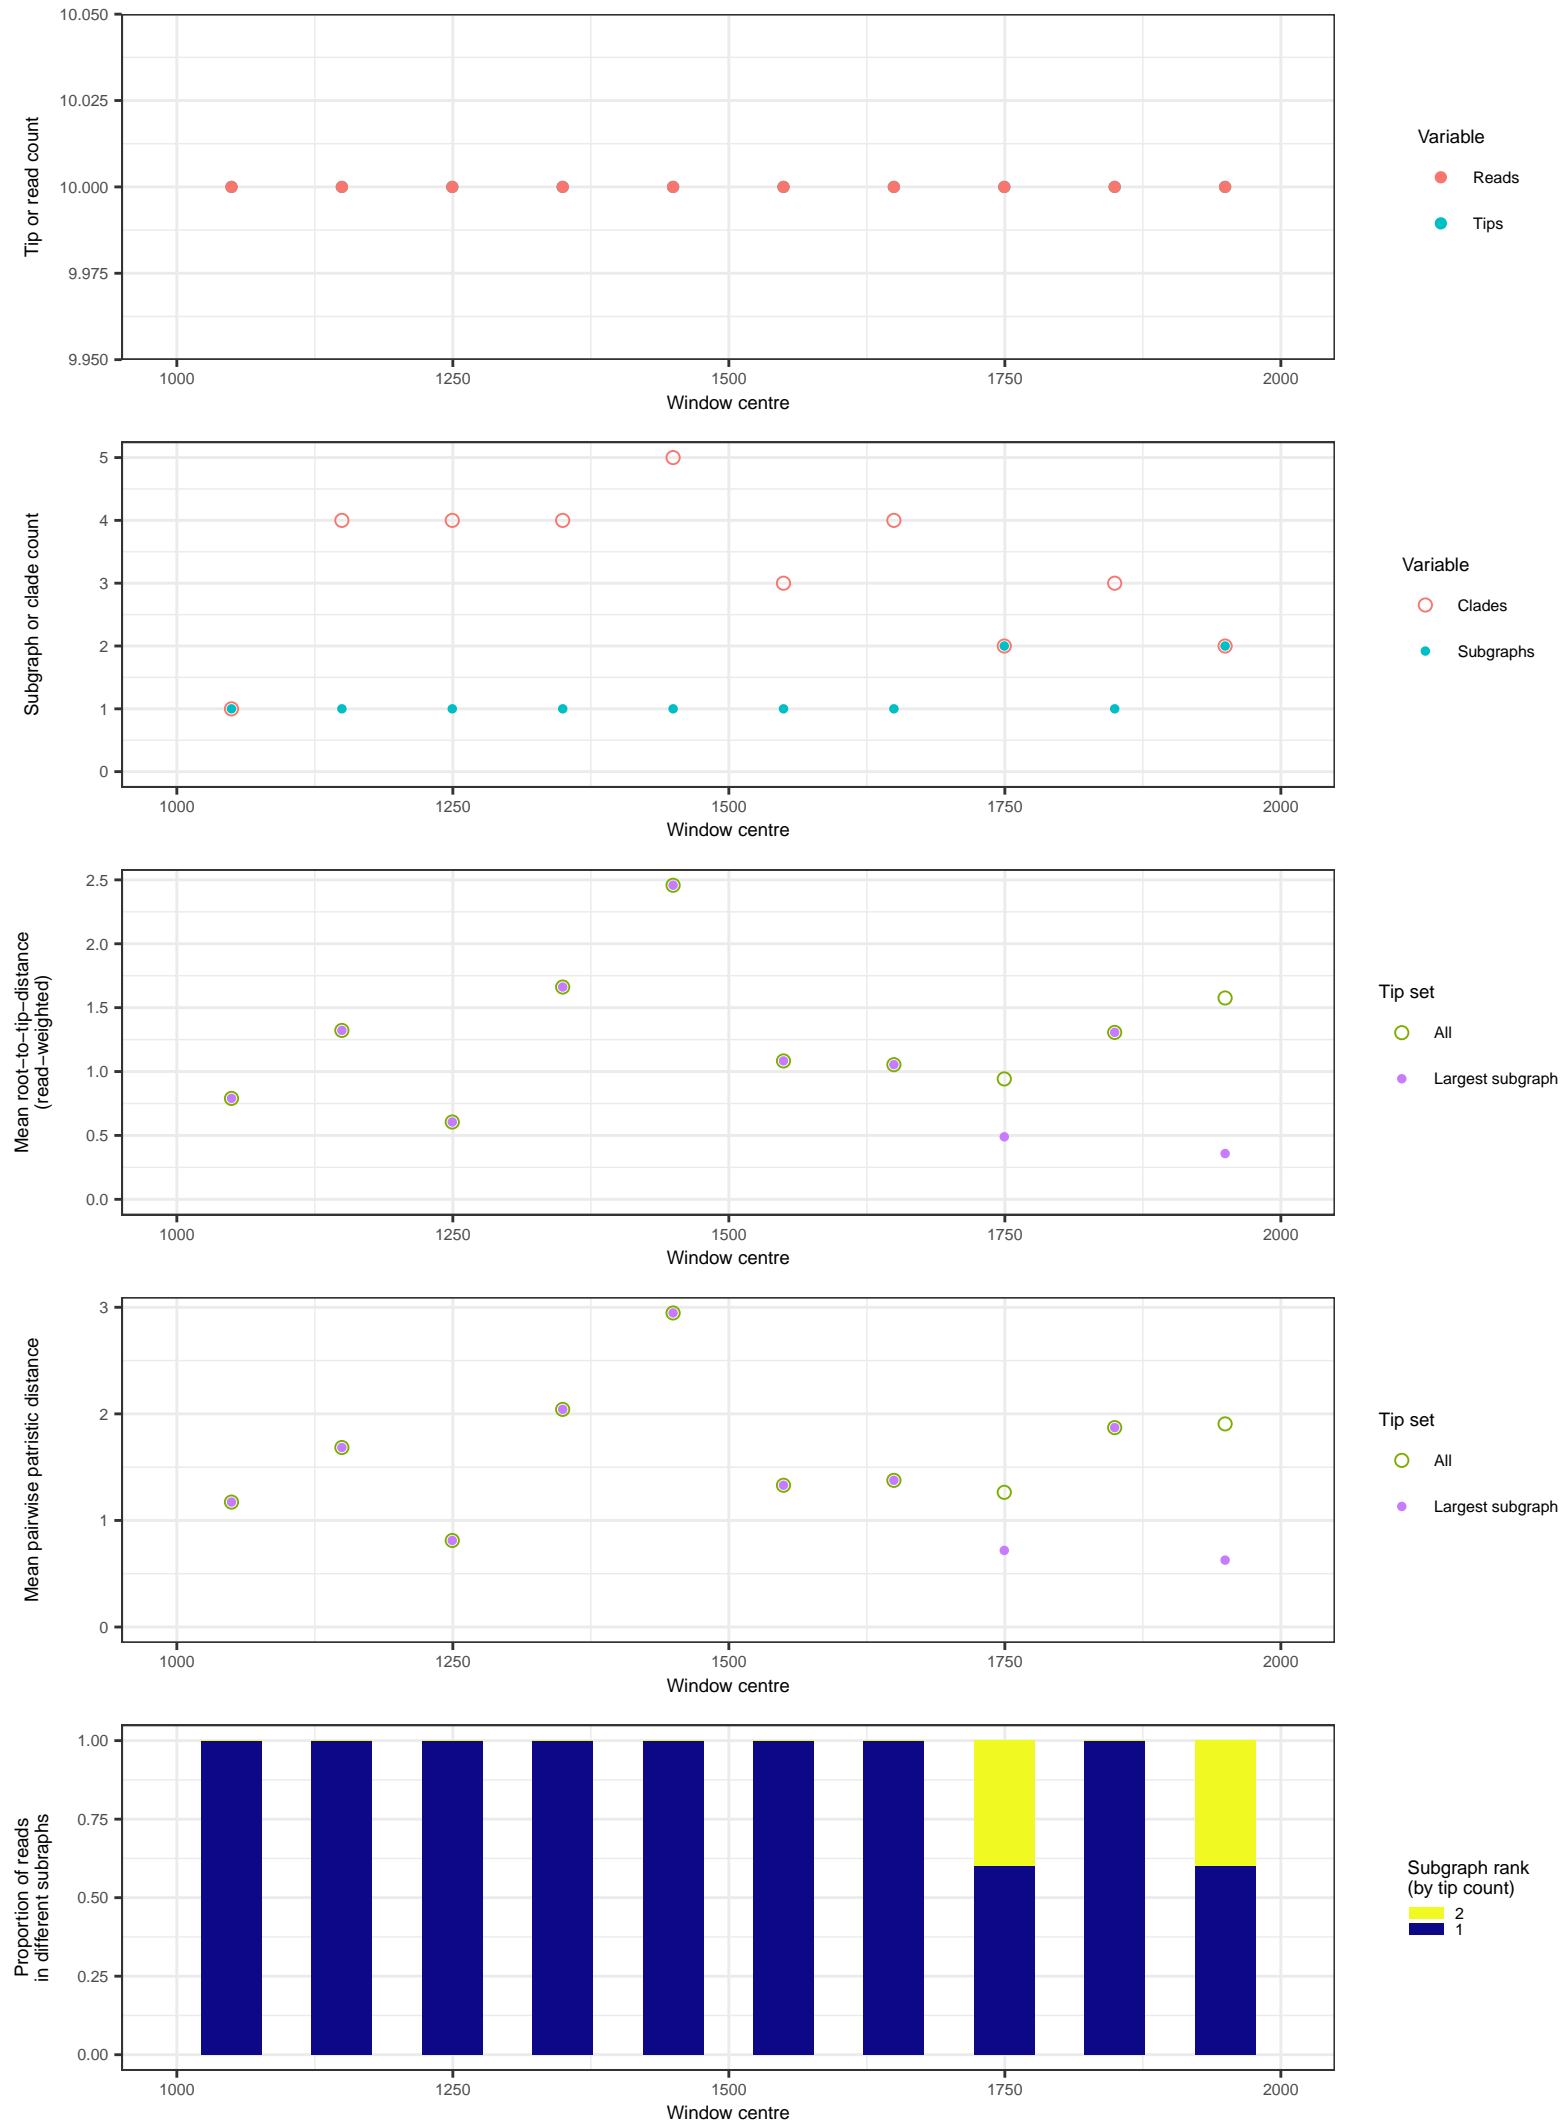 10.050
10.025
10.000
9.975
9.950
Tip or read count
1000 1250 1500 1750 2000
Window centre
Variable
Reads
Tips
5
4
3
2
1
0
Subgraph or clade count
1000 1250 1500 1750 2000
Window centre
Variable
Clades
Subgraphs
2.5
2.0
1.5
1.0
0.5
0.0
Mean root−to−tip−distance
(read−weighted)
1000 1250 1500 1750 2000
Window centre
Tip set
All
Largest subgraph
3
2
1
0
Mean pairwise patristic distance
1000 1250 1500 1750 2000
Window centre
Tip set
All
Largest subgraph
1.00
0.75
0.50
0.25
0.00
Proportion of reads
in different subraphs
1000 1250 1500 1750 2000
Window centre
Subgraph rank
(by tip count)
2
1